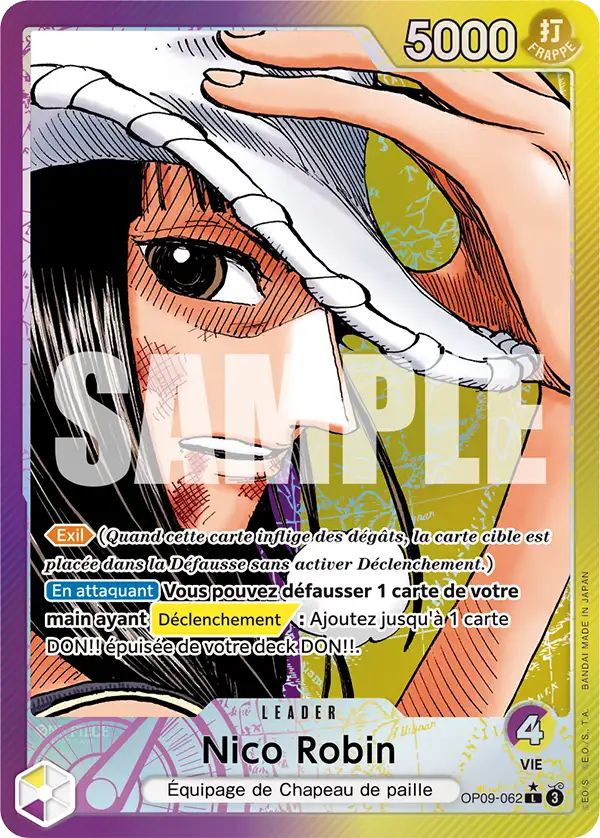 5000
打
FRAPPE
SAMPLE
Exil (Quand cette carte inflige des dégâts, la carte cible est
placée dans la Défausse sans activer Déclenchement.)
En attaquant Vous pouvez défausser 1 carte de votre
main ayant Déclenchement : Ajoutez jusqu'à 1 carte
DON!! épuisée de votre deck DON!!.
LEADER
Nico Robin
Équipage de Chapeau de paille
4
VIE
OP09-062 L 3
©E.O/S ©E.O./S., T.A. BANDAI MADE IN JAPAN